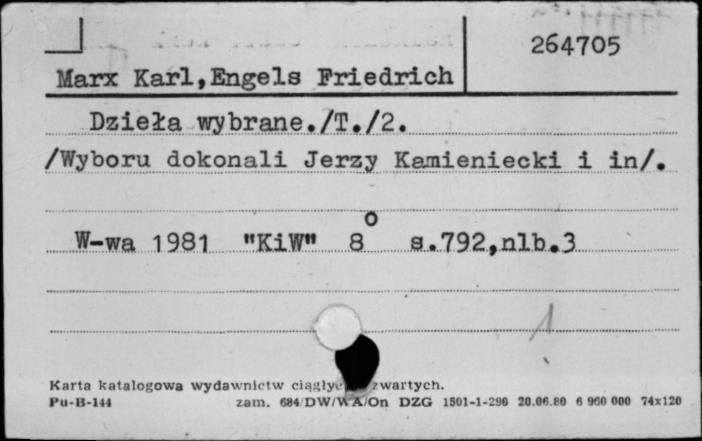 264705
Marx Karl,Engels Friedrich
Dzieła wybrane./T./2.
/Wyboru dokonali Jerzy Kamieniecki i in/.
W-wa 1981 "KiW" 8° s.792,nlb.3
1
Karta katalogowa wydawnictw zwartych.
Pu-B-144 zam. 684/DW/WA/On DZG 1501-1-296 20.06.80 6 960 000 74x120